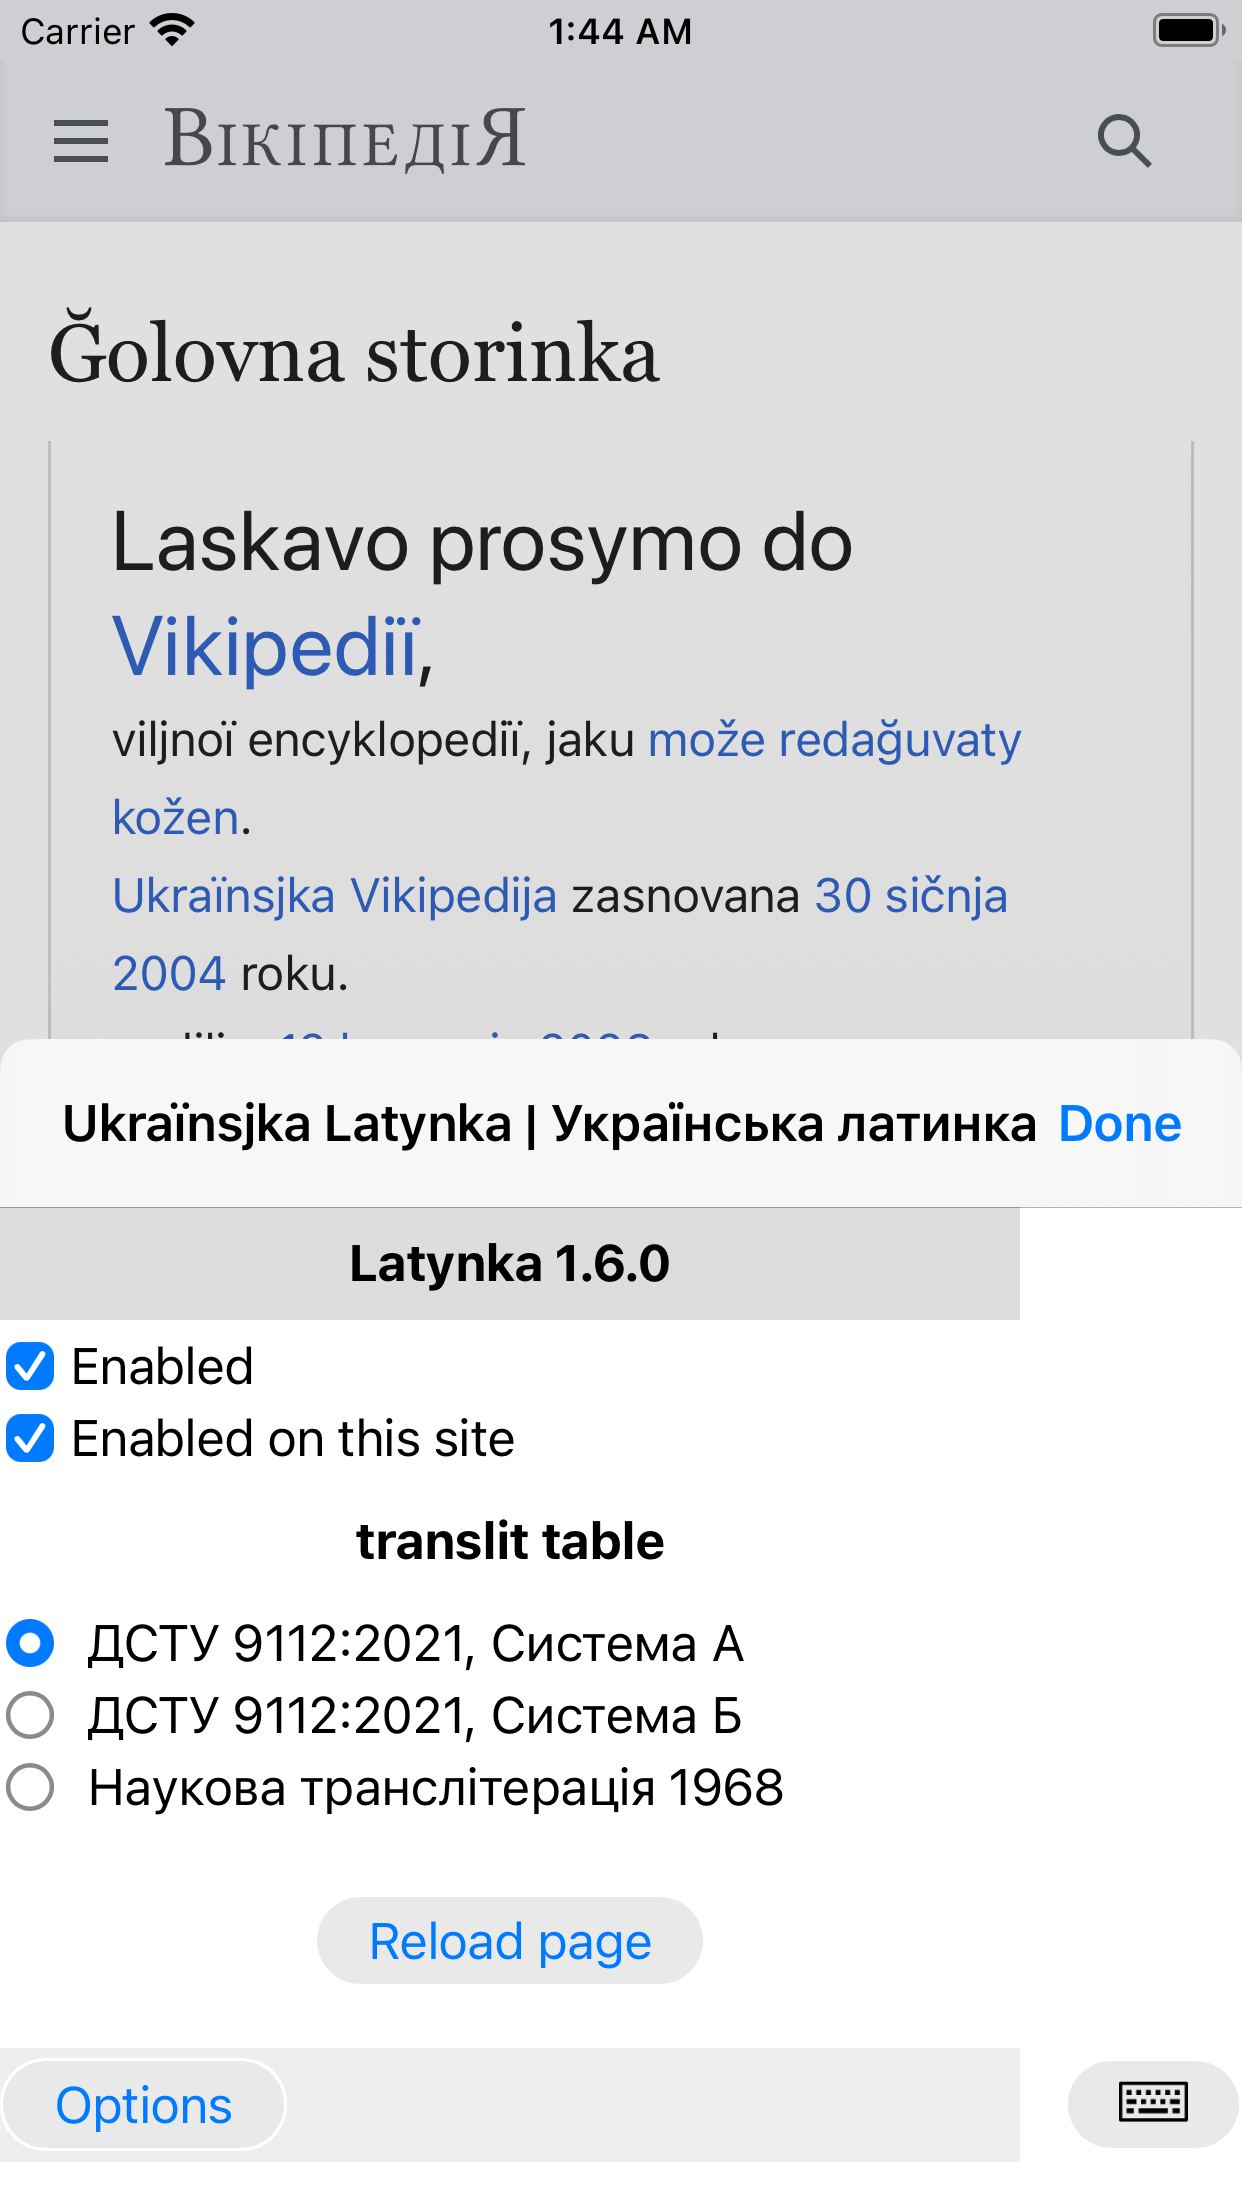 Carrier 1:44 AM
ВікіпедіЯ
Ğolovna storinka
Laskavo prosymo do
Vikipediï,
viljnoï encyklopediï, jaku može redağuvaty
kožen.
Ukraïnsjka Vikipedija zasnovana 30 sičnja
2004 roku.
Ukraïnsjka Latynka | Українська латинка Done
Latynka 1.6.0
Enabled
Enabled on this site
translit table
ДСТУ 9112:2021, Система А
ДСТУ 9112:2021, Система Б
Наукова транслітерація 1968
Reload page
Options